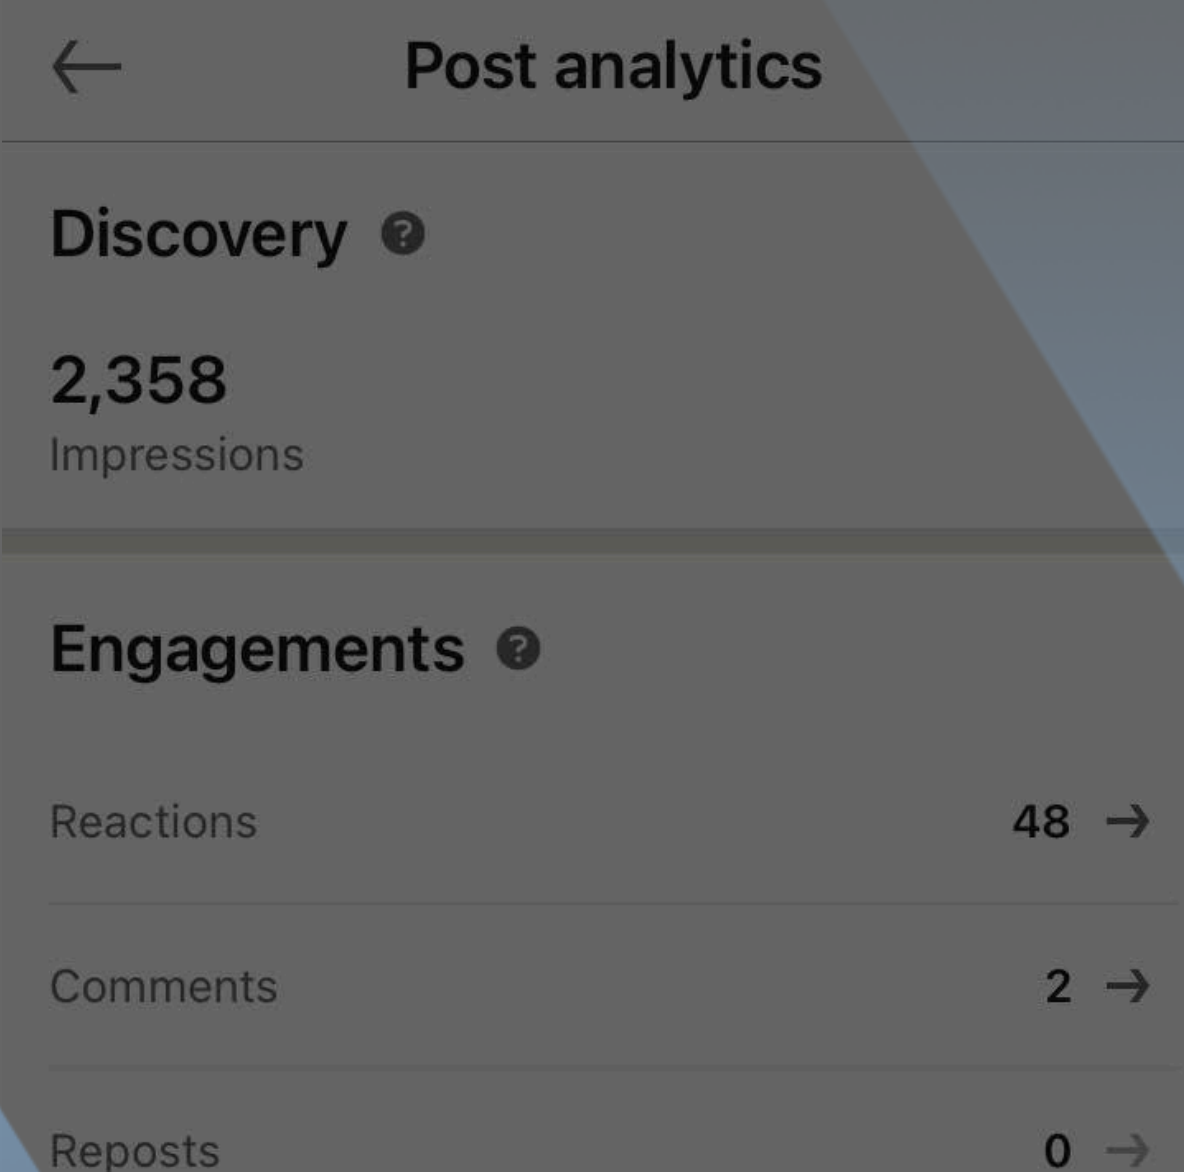 Post analytics
Discovery ?
2,358
Impressions
Engagements ?
Reactions 48
Comments 2
Reposts 0